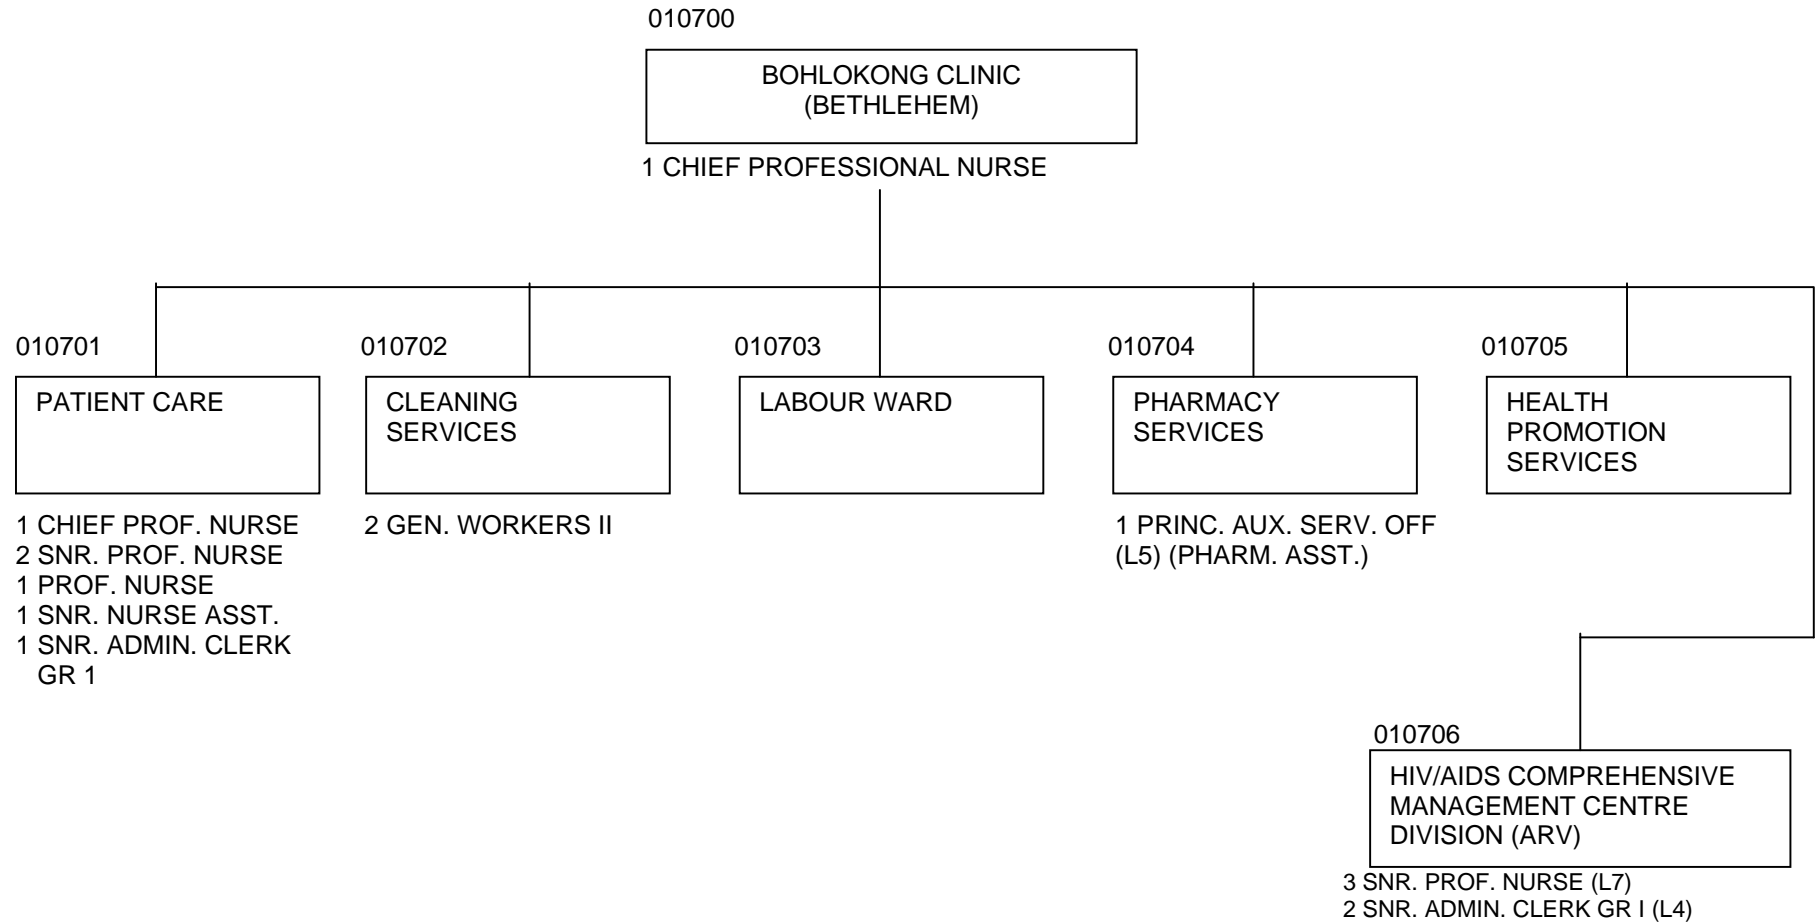 010700
BOHLOKONG CLINIC
(BETHLEHEM)
1 CHIEF PROFESSIONAL NURSE
010701
PATIENT CARE
1 CHIEF PROF. NURSE
2 SNR. PROF. NURSE
1 PROF. NURSE
1 SNR. NURSE ASST.
1 SNR. ADMIN. CLERK
GR 1
010702
CLEANING
SERVICES
2 GEN. WORKERS II
010703
LABOUR WARD
010704
PHARMACY
SERVICES
1 PRINC. AUX. SERV. OFF
(L5) (PHARM. ASST.)
010705
HEALTH
PROMOTION
SERVICES
010706
HIV/AIDS COMPREHENSIVE
MANAGEMENT CENTRE
DIVISION (ARV)
3 SNR. PROF. NURSE (L7)
2 SNR. ADMIN. CLERK GR I (L4)